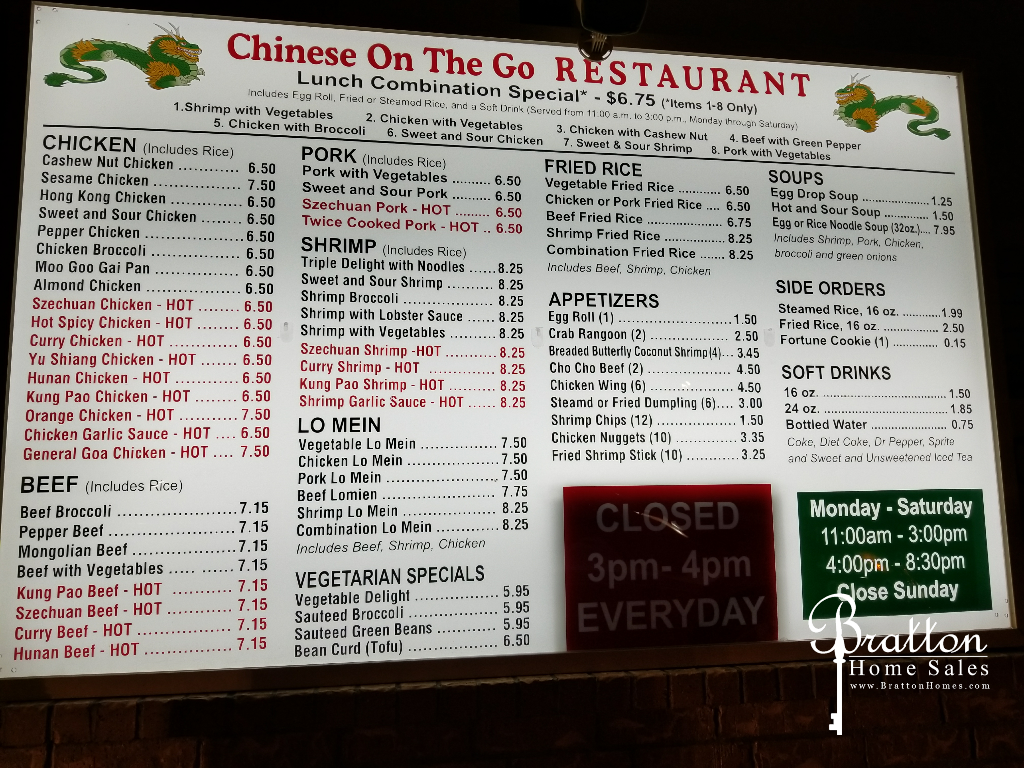 Chinese On The Go RESTAURANT
Lunch Combination Special* - $6.75 (*Items 1-8 Only)
Includes Egg Roll, Fried or Steamed Rice, and a Soft Drink (Served from 11:00 a.m. to 3:00 p.m., Monday through Saturday)
1.Shrimp with Vegetables 2. Chicken with Vegetables 3. Chicken with Cashew Nut 4. Beef with Green Pepper
5. Chicken with Broccoli 6. Sweet and Sour Chicken 7. Sweet & Sour Shrimp 8. Pork with Vegetables
CHICKEN (Includes Rice)
Cashew Nut Chicken ............ 6.50
Sesame Chicken ................ 7.50
Hong Kong Chicken ............. 6.50
Sweet and Sour Chicken ........ 6.50
Pepper Chicken ................. 6.50
Chicken Broccoli ................ 6.50
Moo Goo Gai Pan ............... 6.50
Almond Chicken ................ 6.50
Szechuan Chicken - HOT ........ 6.50
Hot Spicy Chicken - HOT ....... 6.50
Curry Chicken - HOT ........... 6.50
Yu Shiang Chicken - HOT ....... 6.50
Hunan Chicken - HOT ........... 6.50
Kung Pao Chicken - HOT ........ 6.50
Orange Chicken - HOT .......... 7.50
Chicken Garlic Sauce - HOT .... 6.50
General Goa Chicken - HOT .... 7.50
BEEF (Includes Rice)
Beef Broccoli .................... 7.15
Pepper Beef ...................... 7.15
Mongolian Beef .................. 7.15
Beef with Vegetables ..... ...... 7.15
Kung Pao Beef - HOT .......... 7.15
Szechuan Beef - HOT .......... 7.15
Curry Beef - HOT ................ 7.15
Hunan Beef - HOT ............... 7.15
PORK (Includes Rice)
Pork with Vegetables ......... 6.50
Sweet and Sour Pork ......... 6.50
Szechuan Pork - HOT ......... 6.50
Twice Cooked Pork - HOT .. 6.50
SHRIMP (Includes Rice)
Triple Delight with Noodles ...... 8.25
Sweet and Sour Shrimp .......... 8.25
Shrimp Broccoli .................. 8.25
Shrimp with Lobster Sauce ...... 8.25
Shrimp with Vegetables ......... 8.25
Szechuan Shrimp -HOT ........... 8.25
Curry Shrimp - HOT ............. 8.25
Kung Pao Shrimp - HOT ......... 8.25
Shrimp Garlic Sauce - HOT ...... 8.25
LO MEIN
Vegetable Lo Mein ............... 7.50
Chicken Lo Mein .................. 7.50
Pork Lo Mein ...................... 7.50
Beef Lomien ....................... 7.75
Shrimp Lo Mein ................... 8.25
Combination Lo Mein ............ 8.25
Includes Beef, Shrimp, Chicken
VEGETARIAN SPECIALS
Vegetable Delight ................ 5.95
Sauteed Broccoli ................. 5.95
Sauteed Green Beans ............ 5.95
Bean Curd (Tofu) ................. 6.50
FRIED RICE
Vegetable Fried Rice ........... 6.50
Chicken or Pork Fried Rice .... 6.50
Beef Fried Rice ................. 6.75
Shrimp Fried Rice .............. 8.25
Combination Fried Rice ....... 8.25
Includes Beef, Shrimp, Chicken
APPETIZERS
Egg Roll (1) ........................... 1.50
Crab Rangoon (2) .................... 2.50
Breaded Butterfly Coconut Shrimp(4)... 3.45
Cho Cho Beef (2) .................... 4.50
Chicken Wing (6) .................... 4.50
Steamd or Fried Dumpling (6).... 3.00
Shrimp Chips (12) ................... 1.50
Chicken Nuggets (10) .............. 3.35
Fried Shrimp Stick (10) ............ 3.25
SOUPS
Egg Drop Soup .................. 1.25
Hot and Sour Soup ............. 1.50
Egg or Rice Noodle Soup (32oz.).... 7.95
Includes Shrimp, Pork, Chicken,
broccoli and green onions
SIDE ORDERS
Steamed Rice, 16 oz. ........... 1.99
Fried Rice, 16 oz. .............. 2.50
Fortune Cookie (1) ............. 0.15
SOFT DRINKS
16 oz. ............................... 1.50
24 oz. ............................... 1.85
Bottled Water .................... 0.75
Coke, Diet Coke, Dr Pepper, Sprite
and Sweet and Unsweetened Iced Tea
CLOSED
3pm- 4pm
EVERYDAY
Monday - Saturday
11:00am - 3:00pm
4:00pm - 8:30pm
Close Sunday
Bratton
Home Sales
www.BrattonHomes.com